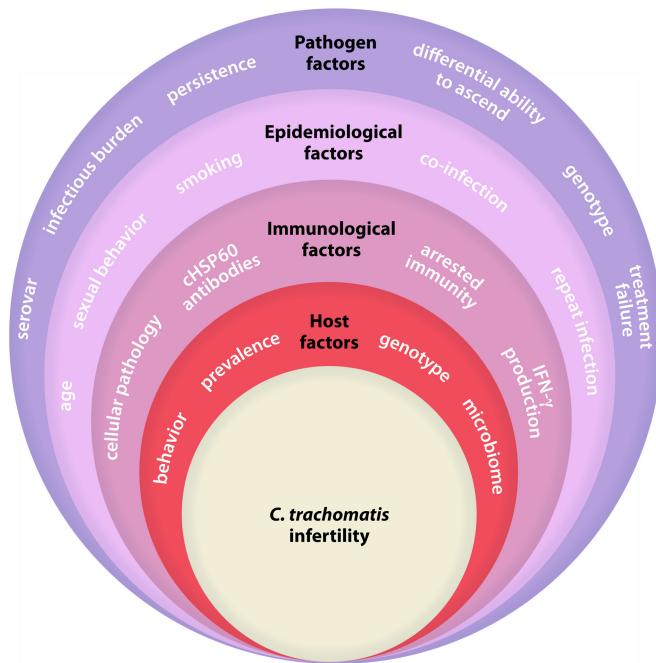 Pathogen
factors
serovar
infectious burden
persistence
differential ability
to ascend
genotype
treatment
failure
Epidemiological
factors
age
sexual behavior
smoking
co-infection
repeat infection
Immunological
factors
cellular pathology
cHSP60
antibodies
arrested
immunity
IFN-γ
production
Host
factors
behavior
prevalence
genotype
microbiome
C. trachomatis
infertility